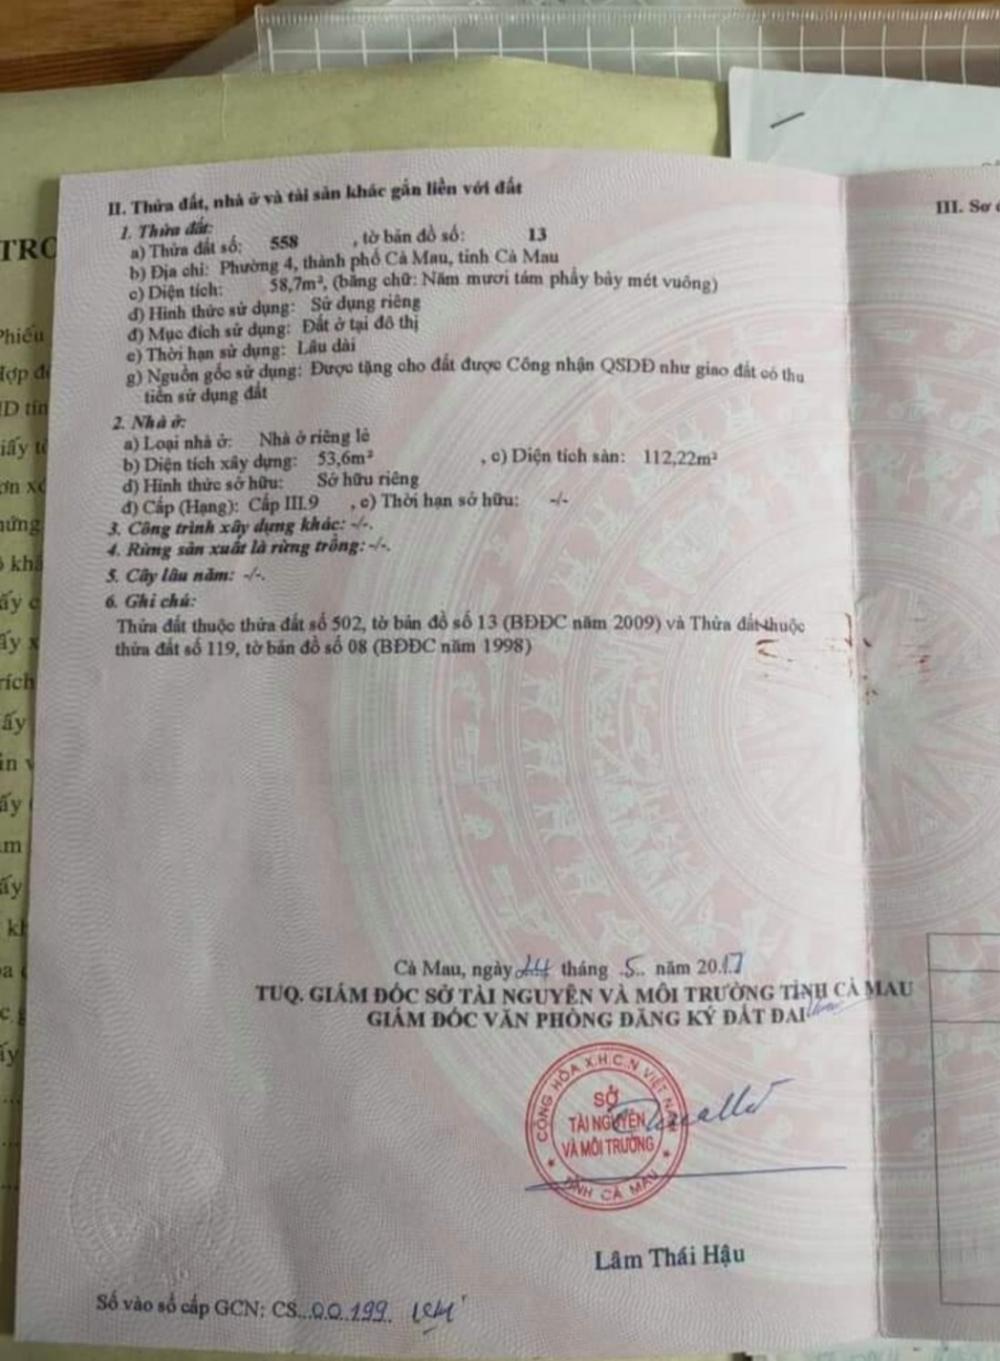 II. Thửa đất, nhà ở và tài sản khác gắn liền với đất
1. Thửa đất:
a) Thửa đất số: 558 , tờ bản đồ số: 13
b) Địa chỉ: Phường 4, thành phố Cà Mau, tỉnh Cà Mau
c) Diện tích: 58,7m², (bằng chữ: Năm mươi tám phẩy bảy mét vuông)
d) Hình thức sử dụng: Sử dụng riêng
đ) Mục đích sử dụng: Đất ở tại đô thị
e) Thời hạn sử dụng: Lâu dài
g) Nguồn gốc sử dụng: Được tặng cho đất được Công nhận QSDĐ như giao đất có thu
tiền sử dụng đất
2. Nhà ở:
a) Loại nhà ở: Nhà ở riêng lẻ
b) Diện tích xây dựng: 53,6m² , c) Diện tích sàn: 112,22m²
d) Hình thức sở hữu: Sở hữu riêng
đ) Cấp (Hạng): Cấp III.9 , e) Thời hạn sở hữu: -/-
3. Công trình xây dựng khác: -/-.
4. Rừng sản xuất là rừng trồng: -/-.
5. Cây lâu năm: -/-.
6. Ghi chú:
Thửa đất thuộc thửa đất số 502, tờ bản đồ số 13 (BĐĐC năm 2009) và Thửa đất thuộc
thửa đất số 119, tờ bản đồ số 08 (BĐĐC năm 1998)
Cà Mau, ngày 24 tháng .5.. năm 2017
TUQ. GIÁM ĐỐC SỞ TÀI NGUYÊN VÀ MÔI TRƯỜNG TỈNH CÀ MAU
GIÁM ĐỐC VĂN PHÒNG ĐĂNG KÝ ĐẤT ĐAI
CỘNG HÒA X.H.C.N VIỆT NAM
SỞ
TÀI NGUYÊN
VÀ MÔI TRƯỜNG
TỈNH CÀ MAU
Lâm Thái Hậu
Số vào sổ cấp GCN: CS...00199
III. Sơ
TRO
Phiếu